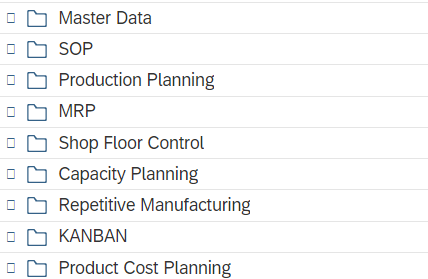 Master Data
SOP
Production Planning
MRP
Shop Floor Control
Capacity Planning
Repetitive Manufacturing
KANBAN
Product Cost Planning